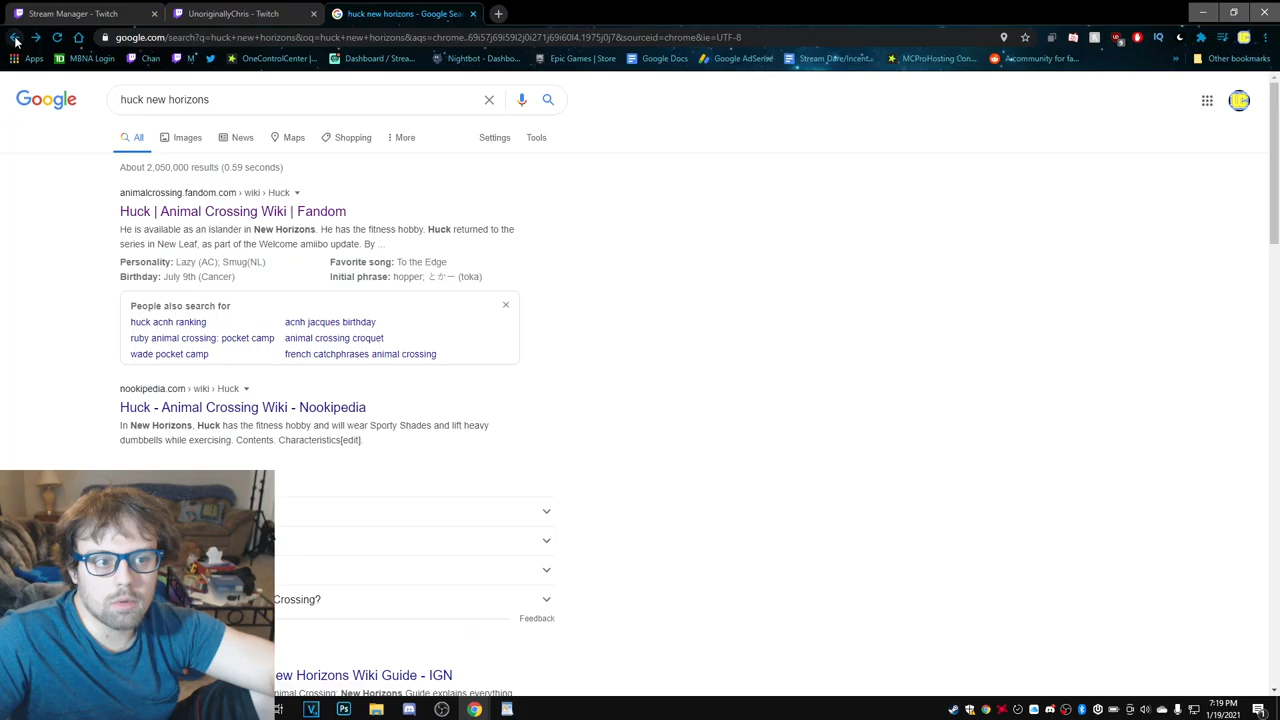 Stream Manager - Twitch
UnoriginallyChris - Twitch
huck new horizons - Google Sea
google.com/search?q=huck+new+horizons&oq=huck+new+horizons&aqs=chrome..69i57j69i59l2j0i271j69i60l4.1975j0j7&sourceid=chrome&ie=UTF-8
Apps
MBNA Login
Chan
M
OneControlCenter |...
Dashboard / Strea...
Nightbot - Dashbo...
Epic Games | Store
Google Docs
Google AdSense
Stream Date/Incent...
MCProHosting Con...
A community for fa...
Other bookmarks
Google
huck new horizons
All
Images
News
Maps
Shopping
More
Settings
Tools
About 2,050,000 results (0.59 seconds)
animalcrossing.fandom.com › wiki › Huck
Huck | Animal Crossing Wiki | Fandom
He is available as an islander in New Horizons. He has the fitness hobby. Huck returned to the
series in New Leaf, as part of the Welcome amiibo update. By ...
Personality: Lazy (AC); Smug(NL)
Favorite song: To the Edge
Birthday: July 9th (Cancer)
Initial phrase: hopper; とかー (toka)
People also search for
huck acnh ranking
acnh jacques birthday
ruby animal crossing: pocket camp
animal crossing croquet
wade pocket camp
french catchphrases animal crossing
nookipedia.com › wiki › Huck
Huck - Animal Crossing Wiki - Nookipedia
In New Horizons, Huck has the fitness hobby and will wear Sporty Shades and lift heavy
dumbbells while exercising. Contents. Characteristics[edit].
Crossing?
Feedback
ew Horizons Wiki Guide - IGN
nimal Crossing: New Horizons Guide explains everything
7:19 PM
1/19/2021